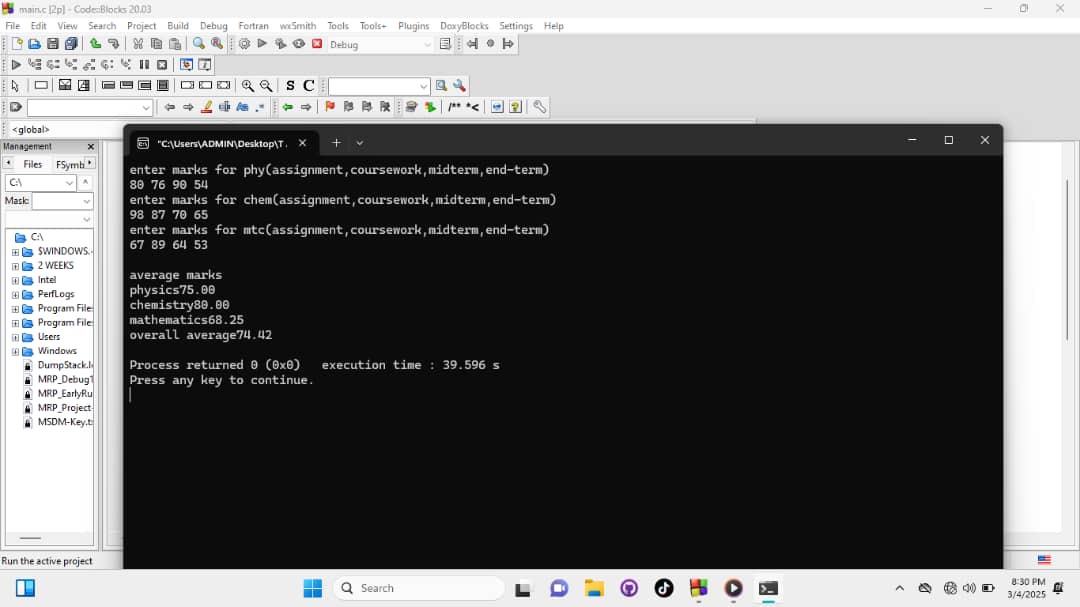 main.c [2p] - Code::Blocks 20.03
File Edit View Search Project Build Debug Fortran wxSmith Tools Tools+ Plugins DoxyBlocks Settings Help
Debug
S C
/** *<
<global>
"C:\Users\ADMIN\Desktop\T.
Management
Files FSymb
C:\
Mask:
C:\
$WINDOWS.~
2 WEEKS
Intel
PerfLogs
Program Files
Program Files
Users
Windows
DumpStack.l
MRP_Debug
MRP_EarlyRu
MRP_Project
MSDM-Key.t
enter marks for phy(assignment,coursework,midterm,end-term)
80 76 90 54
enter marks for chem(assignment,coursework,midterm,end-term)
98 87 70 65
enter marks for mtc(assignment,coursework,midterm,end-term)
67 89 64 53
average marks
physics75.00
chemistry80.00
mathematics68.25
overall average74.42
Process returned 0 (0x0)   execution time : 39.596 s
Press any key to continue.
Run the active project
Search
8:30 PM
3/4/2025